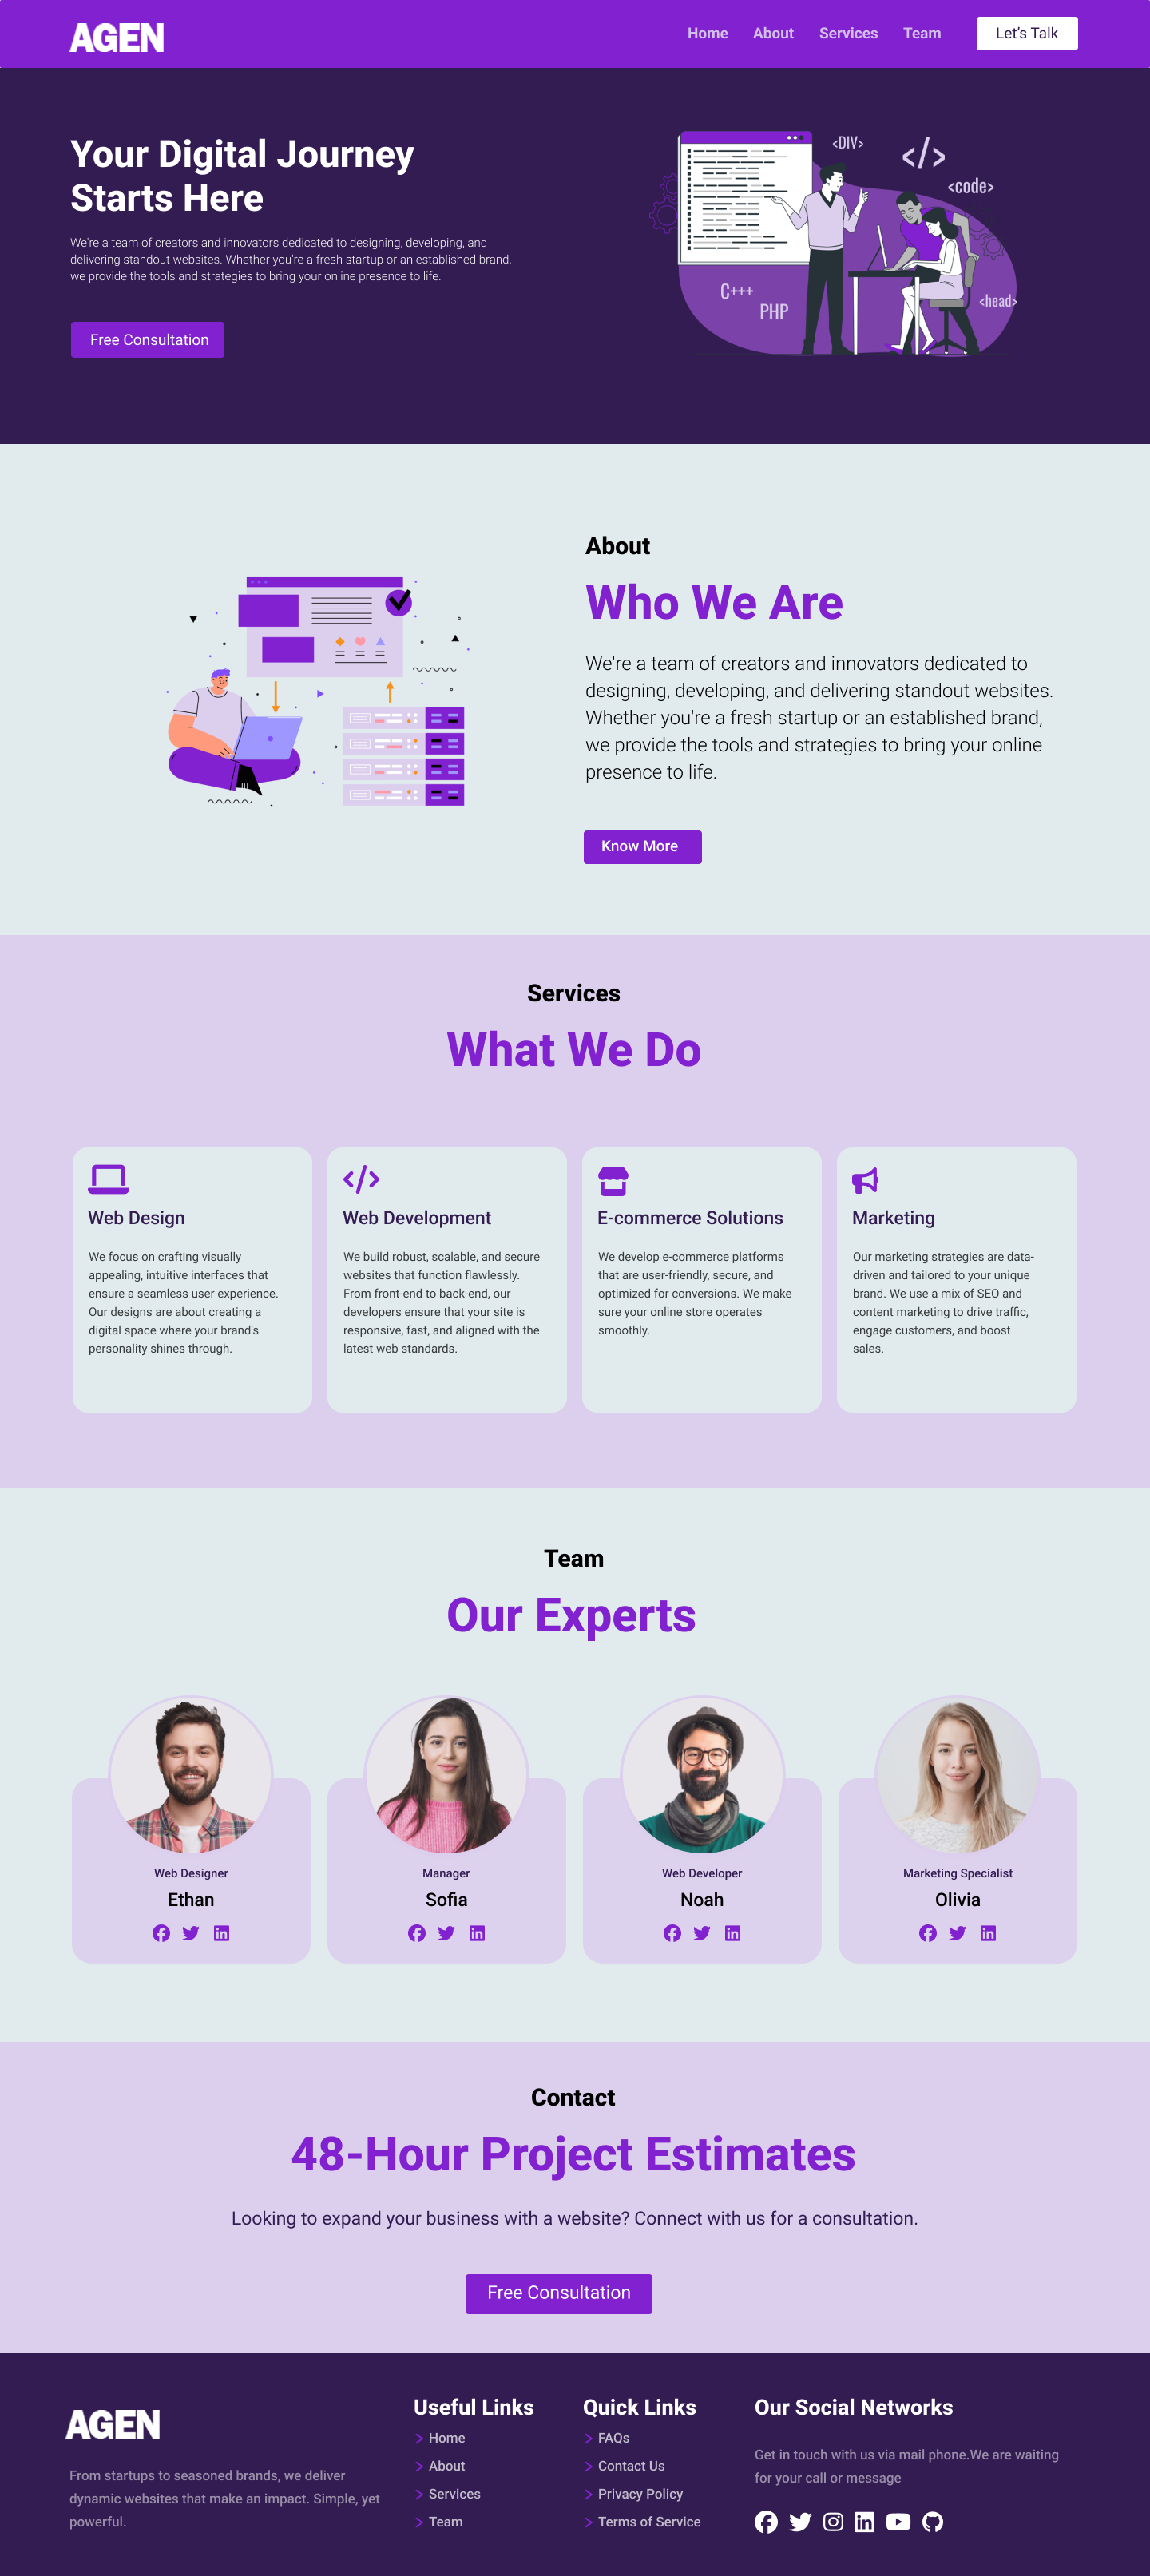 AGEN
Home About Services Team Let's Talk
Your Digital Journey
Starts Here
We're a team of creators and innovators dedicated to designing, developing, and
delivering standout websites. Whether you're a fresh startup or an established brand,
we provide the tools and strategies to bring your online presence to life.
Free Consultation
<DIV>
</>
<code>
C+++
PHP
<head>
About
Who We Are
We're a team of creators and innovators dedicated to
designing, developing, and delivering standout websites.
Whether you're a fresh startup or an established brand,
we provide the tools and strategies to bring your online
presence to life.
Know More
Services
What We Do
Web Design
We focus on crafting visually
appealing, intuitive interfaces that
ensure a seamless user experience.
Our designs are about creating a
digital space where your brand's
personality shines through.
Web Development
We build robust, scalable, and secure
websites that function flawlessly.
From front-end to back-end, our
developers ensure that your site is
responsive, fast, and aligned with the
latest web standards.
E-commerce Solutions
We develop e-commerce platforms
that are user-friendly, secure, and
optimized for conversions. We make
sure your online store operates
smoothly.
Marketing
Our marketing strategies are data-
driven and tailored to your unique
brand. We use a mix of SEO and
content marketing to drive traffic,
engage customers, and boost
sales.
Team
Our Experts
Web Designer
Ethan
Manager
Sofia
Web Developer
Noah
Marketing Specialist
Olivia
Contact
48-Hour Project Estimates
Looking to expand your business with a website? Connect with us for a consultation.
Free Consultation
AGEN
From startups to seasoned brands, we deliver
dynamic websites that make an impact. Simple, yet
powerful.
Useful Links
Home
About
Services
Team
Quick Links
FAQs
Contact Us
Privacy Policy
Terms of Service
Our Social Networks
Get in touch with us via mail phone.We are waiting
for your call or message